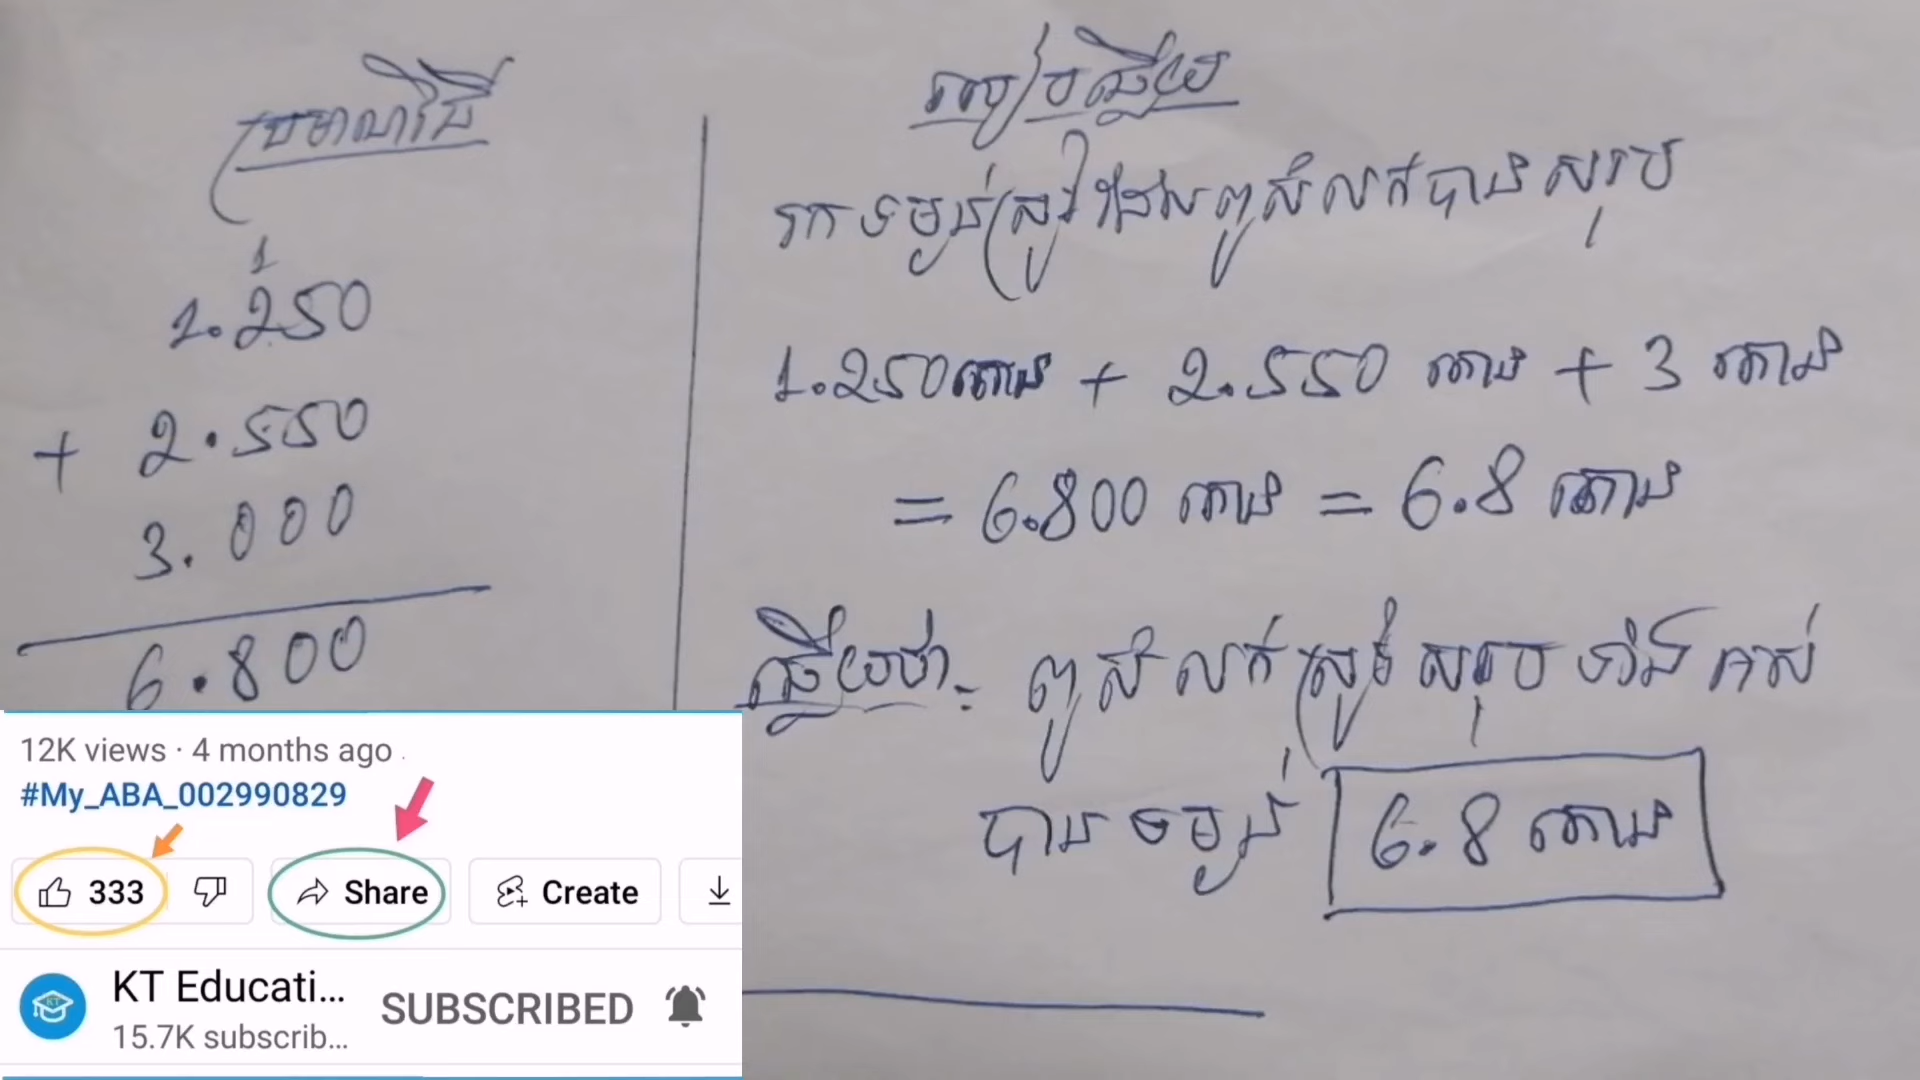 ប្រមាណវិធី
1
1.250
+ 2.550
3.000
6.800
របៀបឆ្លើយ
រកទម្ងន់ស្រូវដែលពូសំលក់បានសរុប
1.250តោន + 2.550 តោន + 3 តោន
= 6.800 តោន = 6.8 តោន
ឆ្លើយថា: ពូសំលក់ស្រូវសរុបទាំងអស់
បានទម្ងន់ 6.8 តោន
12K views · 4 months ago
#My_ABA_002990829
333
Share
Create
KT Educati...
15.7K subscrib...
SUBSCRIBED